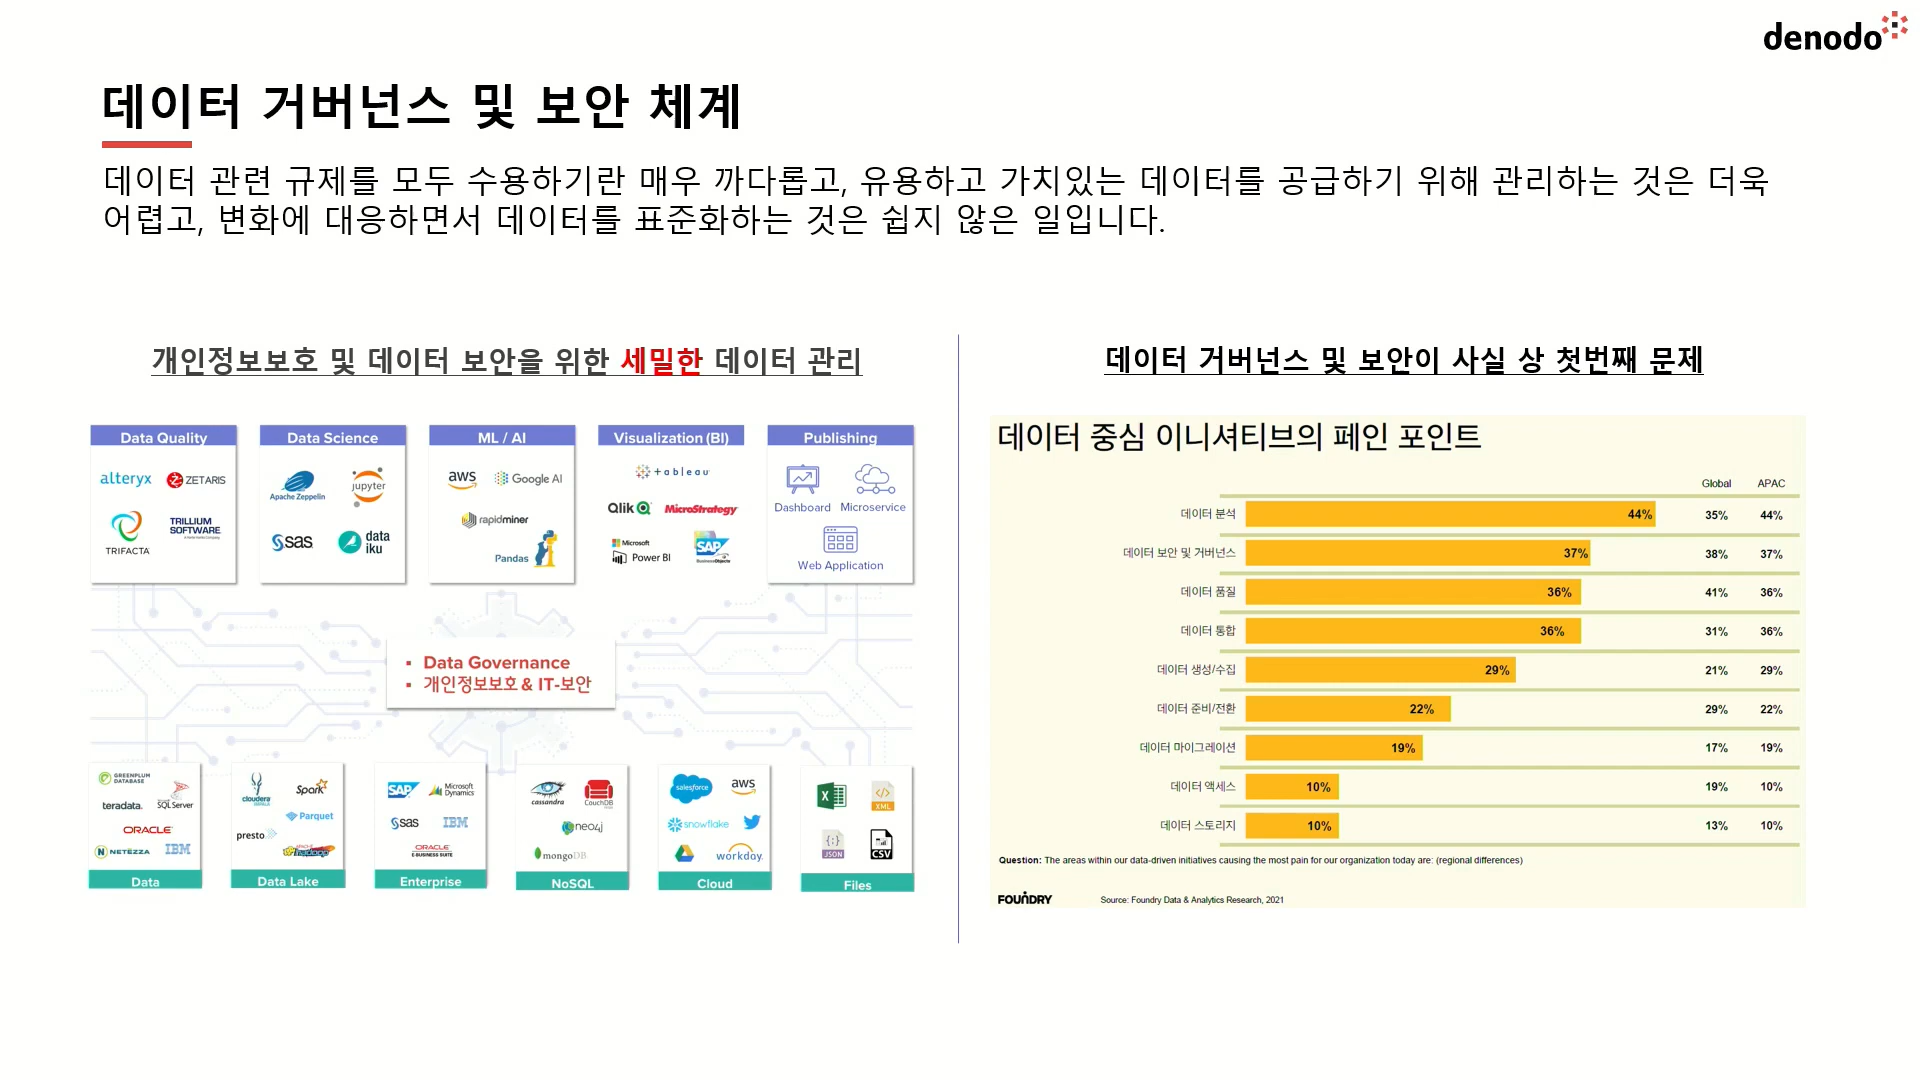 denodo
데이터 거버넌스 및 보안 체계
데이터 관련 규제를 모두 수용하기란 매우 까다롭고, 유용하고 가치있는 데이터를 공급하기 위해 관리하는 것은 더욱
어렵고, 변화에 대응하면서 데이터를 표준화하는 것은 쉽지 않은 일입니다.
개인정보보호 및 데이터 보안을 위한 세밀한 데이터 관리
Data Quality
alteryx
ZETARIS
TRIFACTA
TRILLIUM
SOFTWARE
Data Science
Apache Zeppelin
jupyter
sas
data
iku
ML / AI
aws
Google AI
rapidminer
Pandas
Visualization (BI)
+ableau
Qlik
MicroStrategy
Microsoft
Power BI
SAP
BusinessObjects
Publishing
Dashboard
Microservice
Web Application
▪ Data Governance
▪ 개인정보보호 & IT-보안
GREENPLUM
DATABASE
teradata.
SQL Server
ORACLE
NETEZZA
IBM
Data
cloudera
Spark
Parquet
presto
hadoop
Data Lake
SAP
Microsoft
Dynamics
sas
IBM
ORACLE
E-BUSINESS SUITE
Enterprise
cassandra
CouchDB
neo4j
mongoDB
NoSQL
salesforce
aws
snowflake
workday.
Cloud
X
XML
JSON
CSV
Files
데이터 거버넌스 및 보안이 사실 상 첫번째 문제
데이터 중심 이니셔티브의 페인 포인트
Global APAC
데이터 분석 44% 35% 44%
데이터 보안 및 거버넌스 37% 38% 37%
데이터 품질 36% 41% 36%
데이터 통합 36% 31% 36%
데이터 생성/수집 29% 21% 29%
데이터 준비/전환 22% 29% 22%
데이터 마이그레이션 19% 17% 19%
데이터 액세스 10% 19% 10%
데이터 스토리지 10% 13% 10%
Question: The areas within our data-driven initiatives causing the most pain for our organization today are: (regional differences)
FOUNDRY
Source: Foundry Data & Analytics Research, 2021